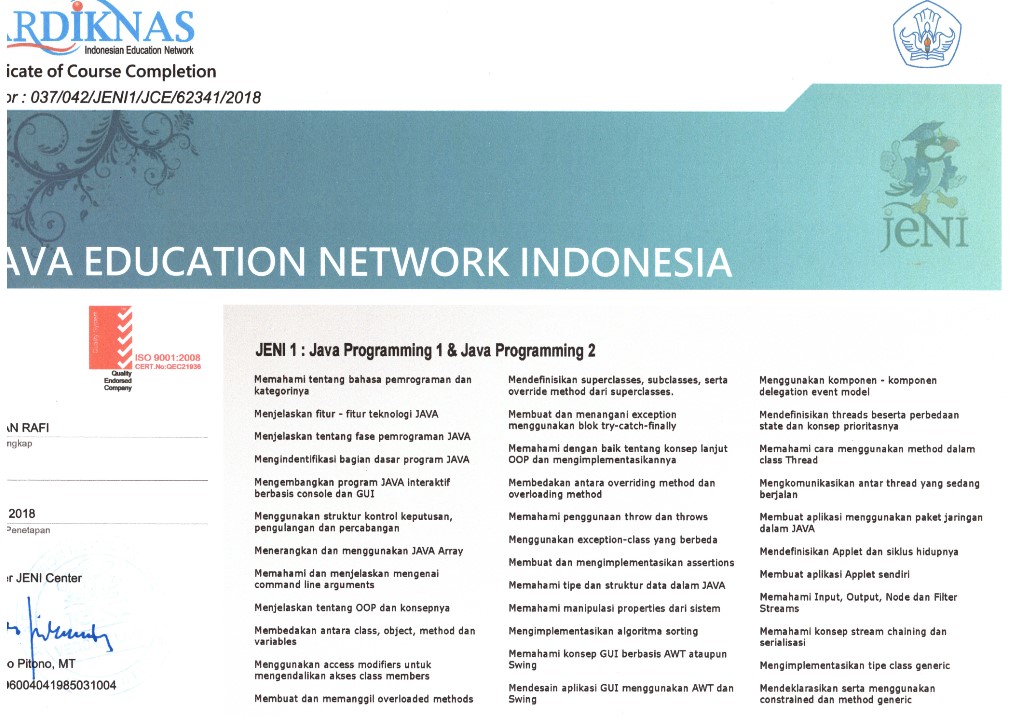 RDIKNAS
Indonesian Education Network
icate of Course Completion
or : 037/042/JENI1/JCE/62341/2018
jeNI
AVA EDUCATION NETWORK INDONESIA
Quality System
ISO 9001:2008
CERT.No:QEC21936
Quality
Endorsed
Company
AN RAFI
ngkap
2018
Penetapan
er JENI Center
o Pitono, MT
96004041985031004
JENI 1 : Java Programming 1 & Java Programming 2
Memahami tentang bahasa pemrograman dan
kategorinya
Menjelaskan fitur - fitur teknologi JAVA
Menjelaskan tentang fase pemrograman JAVA
Mengindentifikasi bagian dasar program JAVA
Mengembangkan program JAVA interaktif
berbasis console dan GUI
Menggunakan struktur kontrol keputusan,
pengulangan dan percabangan
Menerangkan dan menggunakan JAVA Array
Memahami dan menjelaskan mengenai
command line arguments
Menjelaskan tentang OOP dan konsepnya
Membedakan antara class, object, method dan
variables
Menggunakan access modifiers untuk
mengendalikan akses class members
Membuat dan memanggil overloaded methods
Mendefinisikan superclasses, subclasses, serta
override method dari superclasses.
Membuat dan menangani exception
menggunakan blok try-catch-finally
Memahami dengan baik tentang konsep lanjut
OOP dan mengimplementasikannya
Membedakan antara overriding method dan
overloading method
Memahami penggunaan throw dan throws
Menggunakan exception-class yang berbeda
Membuat dan mengimplementasikan assertions
Memahami tipe dan struktur data dalam JAVA
Memahami manipulasi properties dari sistem
Mengimplementasikan algoritma sorting
Memahami konsep GUI berbasis AWT ataupun
Swing
Mendesain aplikasi GUI menggunakan AWT dan
Swing
Menggunakan komponen - komponen
delegation event model
Mendefinisikan threads beserta perbedaan
state dan konsep prioritasnya
Memahami cara menggunakan method dalam
class Thread
Mengkomunikasikan antar thread yang sedang
berjalan
Membuat aplikasi menggunakan paket jaringan
dalam JAVA
Mendefinisikan Applet dan siklus hidupnya
Membuat aplikasi Applet sendiri
Memahami Input, Output, Node dan Filter
Streams
Memahami konsep stream chaining dan
serialisasi
Mengimplementasikan tipe class generic
Mendeklarasikan serta menggunakan
constrained dan method generic